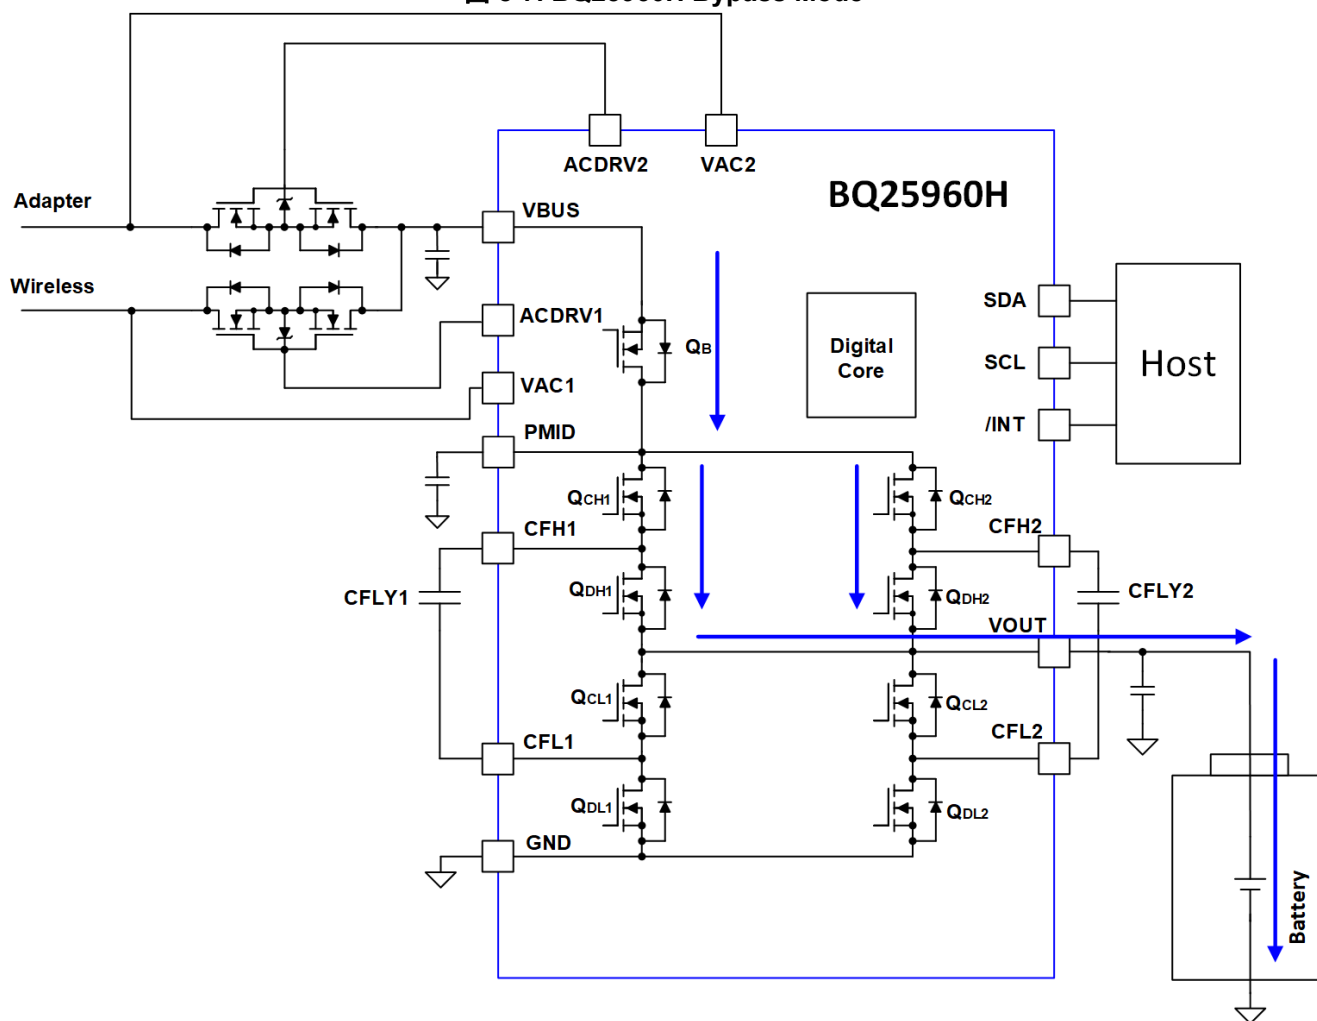 ACDRV2
VAC2
BQ25960H
Adapter
VBUS
Wireless
SDA
ACDRV1
QB
Digital
Core
Host
SCL
VAC1
/INT
PMID
QCH1
QCH2
CFH1
CFH2
QDH1
QDH2
CFLY1
CFLY2
VOUT
QCL1
QCL2
CFL1
CFL2
QDL1
QDL2
GND
Battery